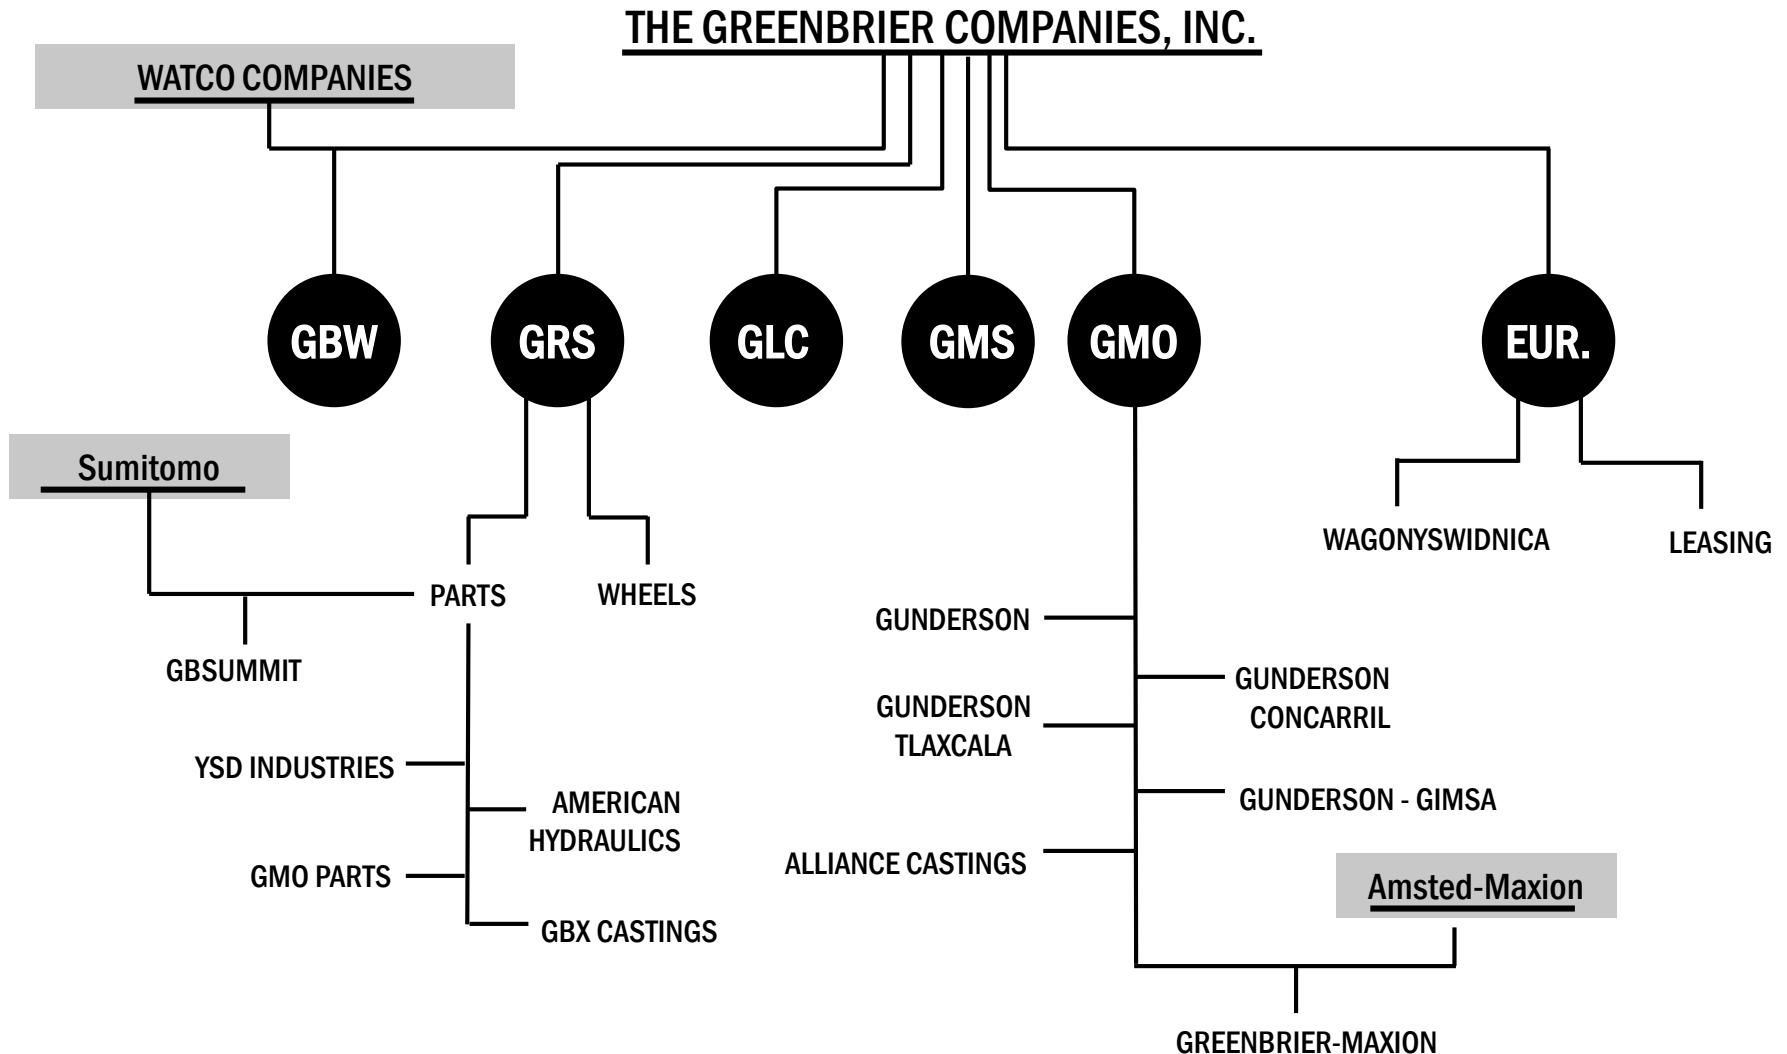 THE GREENBRIER COMPANIES, INC.
WATCO COMPANIES
GBW
GRS
GLC
GMS
GMO
EUR.
Sumitomo
WAGONYSWIDNICA
LEASING
PARTS
WHEELS
GUNDERSON
GBSUMMIT
GUNDERSON
CONCARRIL
GUNDERSON
TLAXCALA
YSD INDUSTRIES
AMERICAN
HYDRAULICS
GUNDERSON - GIMSA
ALLIANCE CASTINGS
GMO PARTS
Amsted-Maxion
GBX CASTINGS
GREENBRIER-MAXION